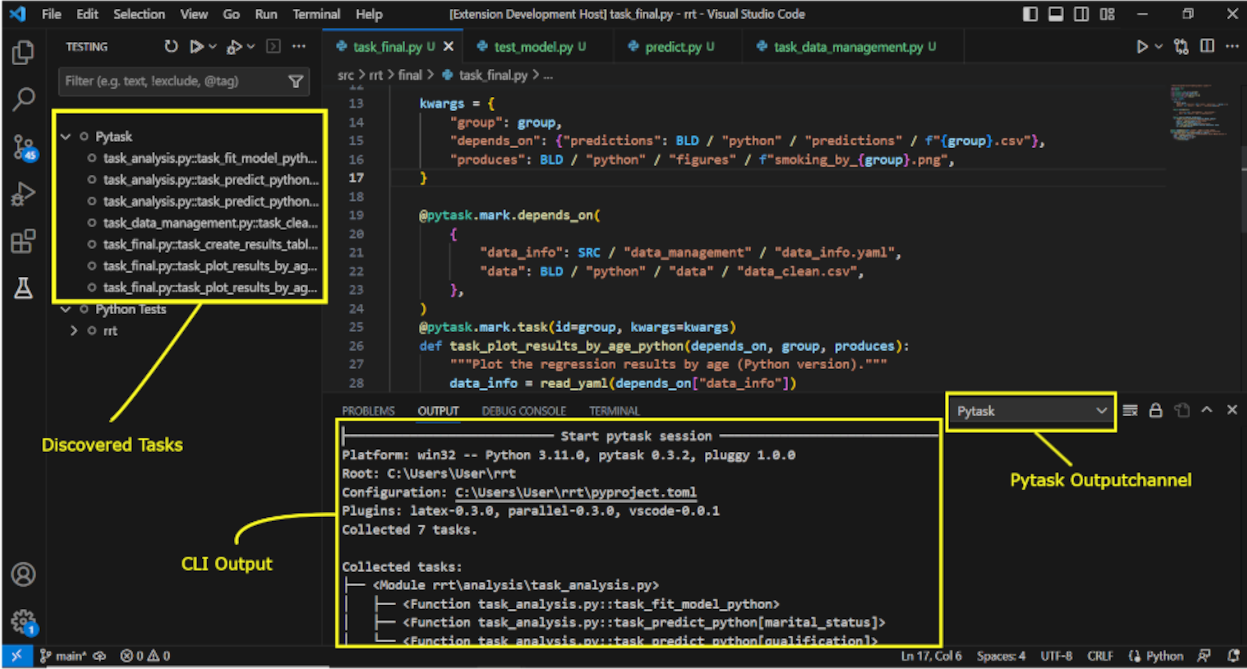 File Edit Selection View Go Run Terminal Help [Extension Development Host] task_final.py - rrt - Visual Studio Code
TESTING
Filter (e.g. text, !exclude, @tag)
Pytask
task_analysis.py::task_fit_model_pyth...
task_analysis.py::task_predict_python...
task_analysis.py::task_predict_python...
task_data_management.py::task_clea...
task_final.py::task_create_results_tabl...
task_final.py::task_plot_results_by_ag...
task_final.py::task_plot_results_by_ag...
Python Tests
rrt
45
Discovered Tasks
CLI Output
1
task_final.py U test_model.py U predict.py U task_data_management.py U
src > rrt > final > task_final.py > ...
12
13 kwargs = {
14 "group": group,
15 "depends_on": {"predictions": BLD / "python" / "predictions" / f"{group}.csv"},
16 "produces": BLD / "python" / "figures" / f"smoking_by_{group}.png",
17 }
18
19 @pytask.mark.depends_on(
20 {
21 "data_info": SRC / "data_management" / "data_info.yaml",
22 "data": BLD / "python" / "data" / "data_clean.csv",
23 },
24 )
25 @pytask.mark.task(id=group, kwargs=kwargs)
26 def task_plot_results_by_age_python(depends_on, group, produces):
27 """Plot the regression results by age (Python version)."""
28 data_info = read_yaml(depends_on["data_info"])
PROBLEMS OUTPUT DEBUG CONSOLE TERMINAL
Pytask
Pytask Outputchannel
Start pytask session
Platform: win32 -- Python 3.11.0, pytask 0.3.2, pluggy 1.0.0
Root: C:\Users\User\rrt
Configuration: C:\Users\User\rrt\pyproject.toml
Plugins: latex-0.3.0, parallel-0.3.0, vscode-0.0.1
Collected 7 tasks.
Collected tasks:
<Module rrt\analysis\task_analysis.py>
<Function task_analysis.py::task_fit_model_python>
<Function task_analysis.py::task_predict_python[marital_status]>
<Function task_analysis.py::task_predict_python[qualification]>
main* 0 0 Ln 17, Col 6 Spaces: 4 UTF-8 CRLF Python